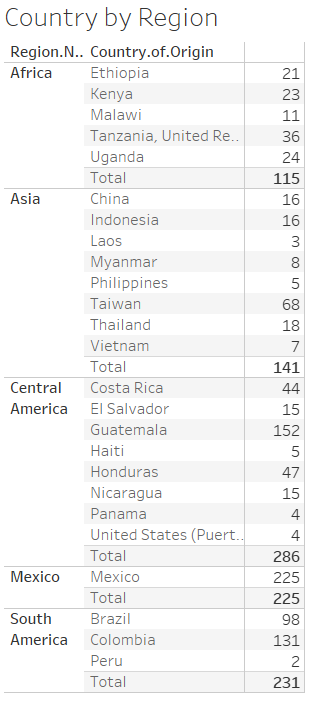 Country by Region
Region.N.. Country.of.Origin
Africa Ethiopia 21
Kenya 23
Malawi 11
Tanzania, United Re.. 36
Uganda 24
Total 115
Asia China 16
Indonesia 16
Laos 3
Myanmar 8
Philippines 5
Taiwan 68
Thailand 18
Vietnam 7
Total 141
Central Costa Rica 44
America El Salvador 15
Guatemala 152
Haiti 5
Honduras 47
Nicaragua 15
Panama 4
United States (Puert.. 4
Total 286
Mexico Mexico 225
Total 225
South Brazil 98
America Colombia 131
Peru 2
Total 231